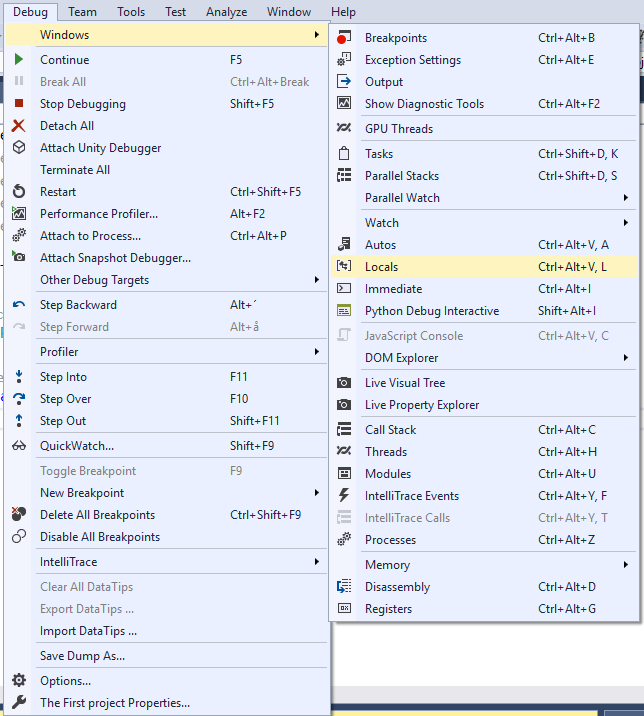 Debug Team Tools Test Analyze Window Help
Windows
Continue F5
Break All Ctrl+Alt+Break
Stop Debugging Shift+F5
Detach All
Attach Unity Debugger
Terminate All
Restart Ctrl+Shift+F5
Performance Profiler... Alt+F2
Attach to Process... Ctrl+Alt+P
Attach Snapshot Debugger...
Other Debug Targets
Step Backward Alt+´
Step Forward Alt+å
Profiler
Step Into F11
Step Over F10
Step Out Shift+F11
QuickWatch... Shift+F9
Toggle Breakpoint F9
New Breakpoint
Delete All Breakpoints Ctrl+Shift+F9
Disable All Breakpoints
IntelliTrace
Clear All DataTips
Export DataTips ...
Import DataTips ...
Save Dump As...
Options...
The First project Properties...
Breakpoints Ctrl+Alt+B
Exception Settings Ctrl+Alt+E
Output
Show Diagnostic Tools Ctrl+Alt+F2
GPU Threads
Tasks Ctrl+Shift+D, K
Parallel Stacks Ctrl+Shift+D, S
Parallel Watch
Watch
Autos Ctrl+Alt+V, A
Locals Ctrl+Alt+V, L
Immediate Ctrl+Alt+I
Python Debug Interactive Shift+Alt+I
JavaScript Console Ctrl+Alt+V, C
DOM Explorer
Live Visual Tree
Live Property Explorer
Call Stack Ctrl+Alt+C
Threads Ctrl+Alt+H
Modules Ctrl+Alt+U
IntelliTrace Events Ctrl+Alt+Y, F
IntelliTrace Calls Ctrl+Alt+Y, T
Processes Ctrl+Alt+Z
Memory
Disassembly Ctrl+Alt+D
Registers Ctrl+Alt+G